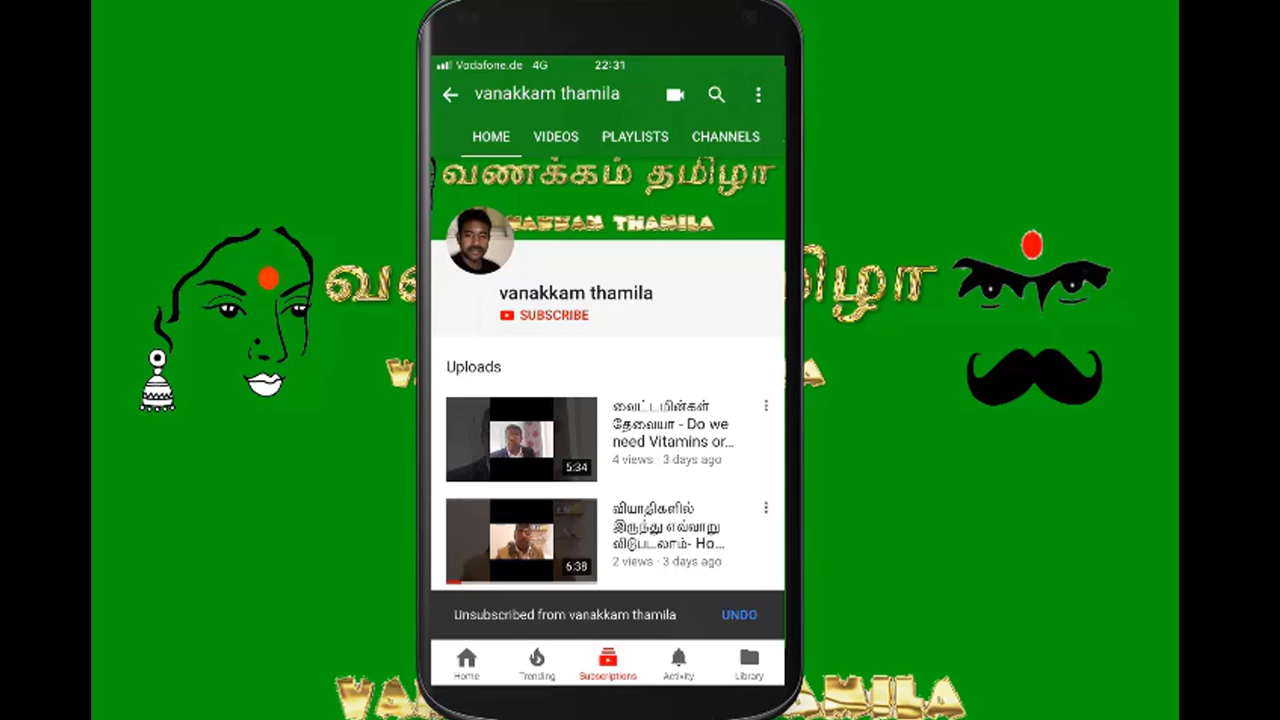 Vodafone.de 4G 22:31
vanakkam thamila
HOME VIDEOS PLAYLISTS CHANNELS
வணக்கம் தமிழா
THAMILA
vanakkam thamila
SUBSCRIBE
Uploads
வைட்டமின்கள்
தேவையா - Do we
need Vitamins or...
4 views · 3 days ago
5:34
வியாதிகளில்
இருந்து எவ்வாறு
விடுபடலாம்- Ho...
2 views · 3 days ago
6:38
Unsubscribed from vanakkam thamila UNDO
Home Trending Subscriptions Activity Library